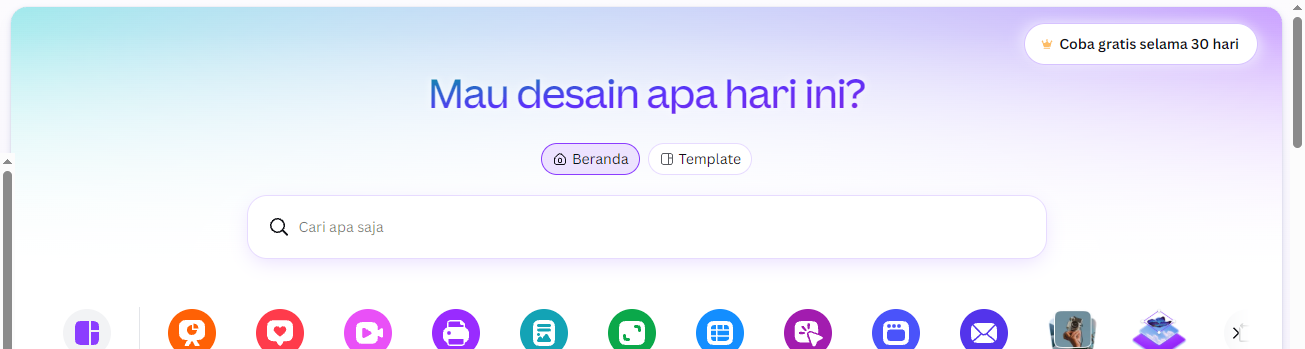 Coba gratis selama 30 hari
Mau desain apa hari ini?
Beranda
Template
Cari apa saja